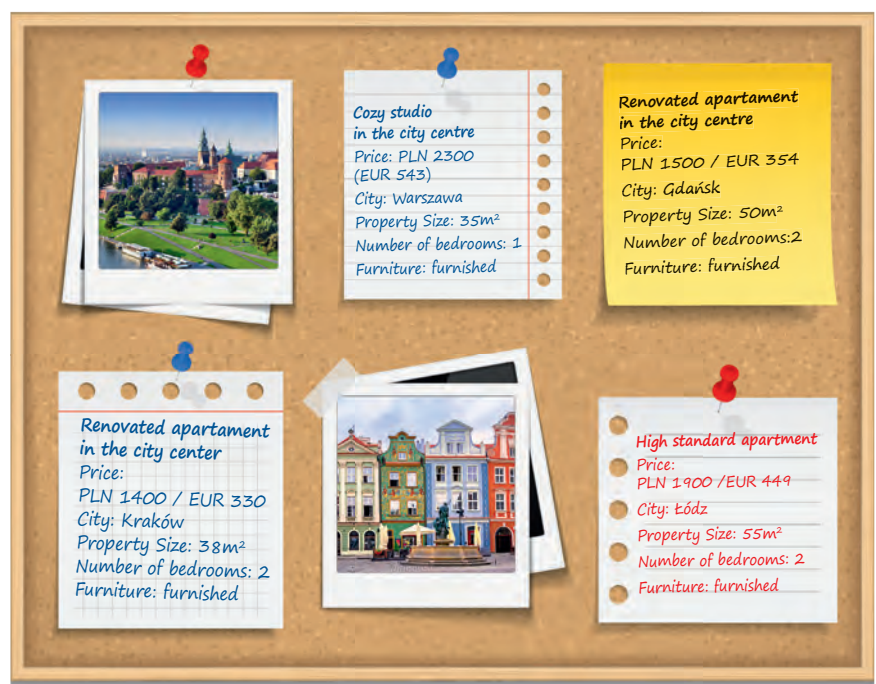 Cozy studio
in the city centre
Price: PLN 2300
(EUR 543)
City: Warszawa
Property Size: 35m²
Number of bedrooms: 1
Furniture: furnished
Renovated apartament
in the city centre
Price:
PLN 1500 / EUR 354
City: Gdańsk
Property Size: 50m²
Number of bedrooms:2
Furniture: furnished
Renovated apartament
in the city center
Price:
PLN 1400 / EUR 330
City: Kraków
Property Size: 38m²
Number of bedrooms: 2
Furniture: furnished
High standard apartment
Price:
PLN 1900 /EUR 449
City: Łódź
Property Size: 55m²
Number of bedrooms: 2
Furniture: furnished